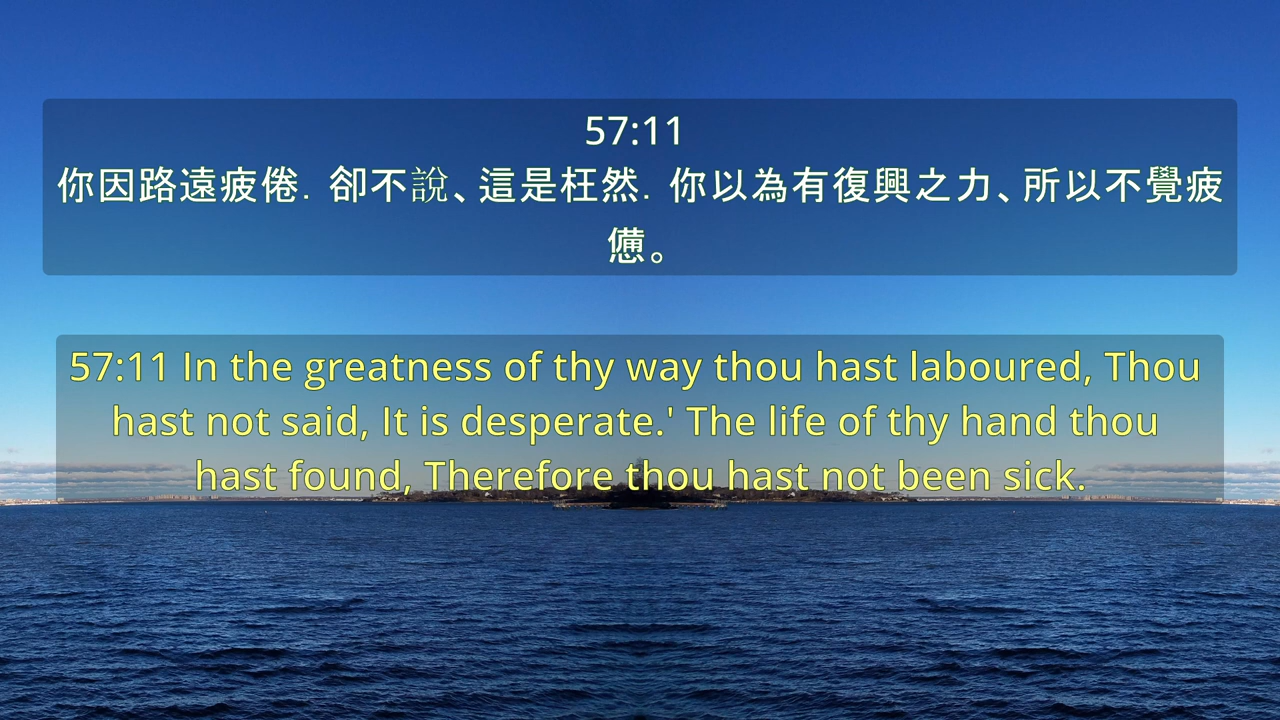 57:11
你因路遠疲倦． 卻不說、這是枉然． 你以為有復興之力、所以不覺疲
憊。
57:11 In the greatness of thy way thou hast laboured, Thou
hast not said, It is desperate.' The life of thy hand thou
hast found, Therefore thou hast not been sick.